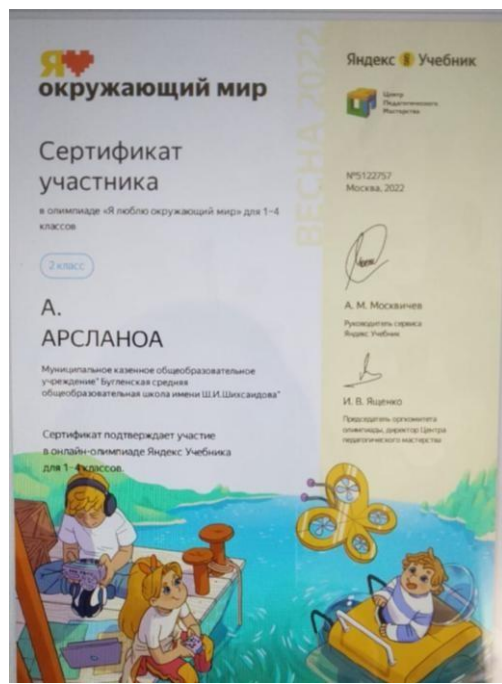 Я
окружающий мир
Сертификат
участника
в олимпиаде «Я люблю окружающий мир» для 1-4
классов
2 класс
А.
АРСЛАНОА
Муниципальное казенное общеобразовательное
учреждение" Бугленская средняя
общеобразовательная школа имени Ш.И.Шихсаидова"
Сертификат подтверждает участие
в онлайн-олимпиаде Яндекс Учебника
для 1-4 классов.
ВЕСНА 2022
Яндекс Учебник
Центр
Педагогического
Мастерства
№5122757
Москва, 2022
А. М. Москвичев
Руководитель сервиса
Яндекс Учебник
И. В. Ященко
Председатель оргкомитета
олимпиады, директор Центра
педагогического мастерства